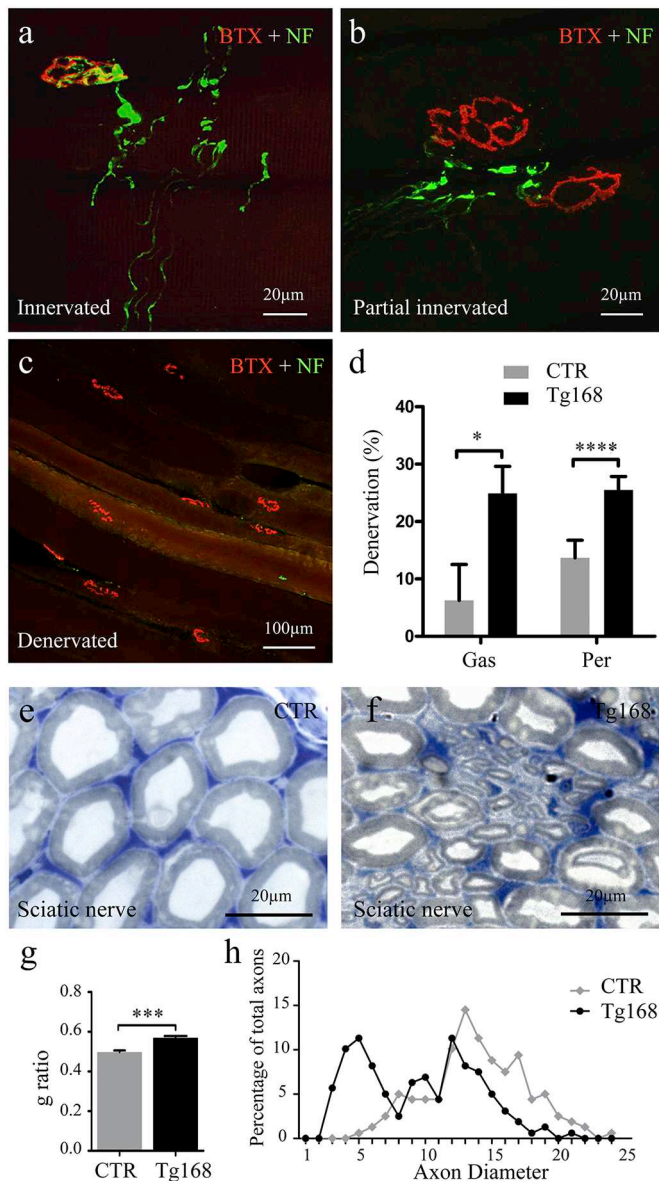 a
BTX + NF
Innervated
20µm
b
BTX + NF
Partial innervated
20µm
c
BTX + NF
Denervated
100µm
d
CTR
Tg168
Denervation (%)
40
30
20
10
0
*
****
Gas
Per
e
CTR
Sciatic nerve
20µm
f
Tg168
Sciatic nerve
20µm
g
g ratio
0.8
0.6
0.4
0.2
0.0
***
CTR
Tg168
h
CTR
Tg168
Percentage of total axons
20
15
10
5
0
1 5 10 15 20 25
Axon Diameter